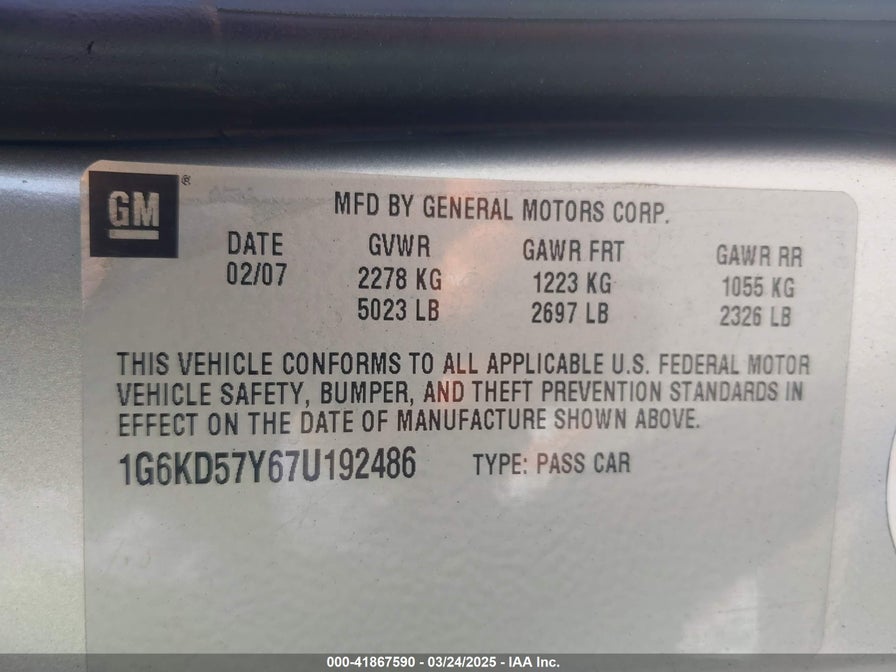 GM ®
MFD BY GENERAL MOTORS CORP.
DATE GVWR GAWR FRT GAWR RR
02/07 2278 KG 1223 KG 1055 KG
5023 LB 2697 LB 2326 LB
THIS VEHICLE CONFORMS TO ALL APPLICABLE U.S. FEDERAL MOTOR
VEHICLE SAFETY, BUMPER, AND THEFT PREVENTION STANDARDS IN
EFFECT ON THE DATE OF MANUFACTURE SHOWN ABOVE.
1G6KD57Y67U192486 TYPE: PASS CAR
000-41867590 - 03/24/2025 - IAA Inc.